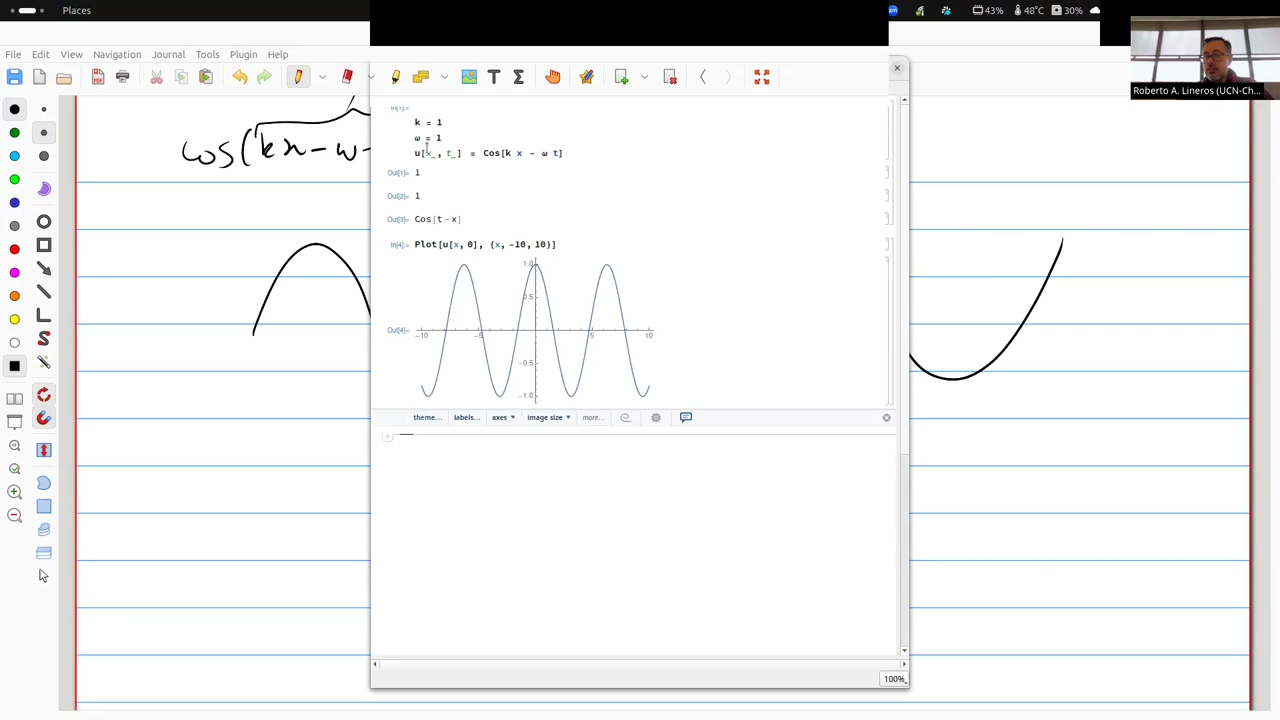 Places
43% 48°C 30%
File Edit View Navigation Journal Tools Plugin Help
Roberto A. Lineros (UCN-Ch...
cos(kx-w-
In[1]:=
k = 1
ω = 1
u[x_, t_] = Cos[k x - ω t]
Out[1]= 1
Out[2]= 1
Out[3]= Cos[t - x]
In[4]:= Plot[u[x, 0], {x, -10, 10}]
1.0
0.5
Out[4]=
-10 -5 5 10
-0.5
-1.0
theme... labels... axes image size more...
100%